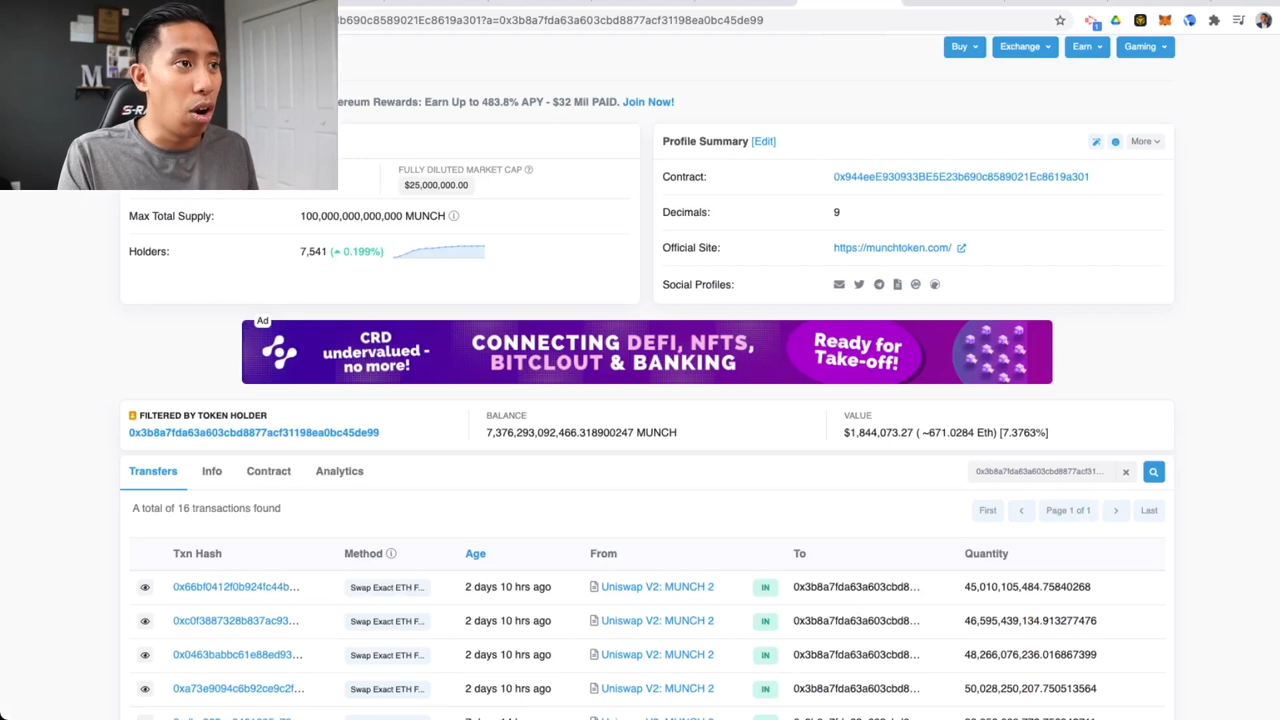 3b690c8589021Ec8619a301?a=0x3b8a7fda63a603cbd8877acf31198ea0bc45de99
1
Buy
Exchange
Earn
Gaming
M
ereum Rewards: Earn Up to 483.8% APY - $32 Mil PAID. Join Now!
FULLY DILUTED MARKET CAP
$25,000,000.00
Max Total Supply:
100,000,000,000,000 MUNCH
Holders:
7,541 (0.199%)
Profile Summary [Edit]
More
Contract:
0x944eeE930933BE5E23b690c8589021Ec8619a301
Decimals:
9
Official Site:
https://munchtoken.com/
Social Profiles:
Ad
CRD
undervalued -
no more!
CONNECTING DEFI, NFTS,
BITCLOUT & BANKING
Ready for
Take-off!
FILTERED BY TOKEN HOLDER
0x3b8a7fda63a603cbd8877acf31198ea0bc45de99
BALANCE
7,376,293,092,466.318900247 MUNCH
VALUE
$1,844,073.27 ( ~671.0284 Eth) [7.3763%]
Transfers
Info
Contract
Analytics
0x3b8a7fda63a603cbd8877acf31...
A total of 16 transactions found
First
Page 1 of 1
Last
Txn Hash
Method
Age
From
To
Quantity
0x66bf0412f0b924fc44b...
Swap Exact ETH F...
2 days 10 hrs ago
Uniswap V2: MUNCH 2
IN
0x3b8a7fda63a603cbd8...
45,010,105,484.75840268
0xc0f3887328b837ac93...
Swap Exact ETH F...
2 days 10 hrs ago
Uniswap V2: MUNCH 2
IN
0x3b8a7fda63a603cbd8...
46,595,439,134.913277476
0x0463babbc61e88ed93...
Swap Exact ETH F...
2 days 10 hrs ago
Uniswap V2: MUNCH 2
IN
0x3b8a7fda63a603cbd8...
48,266,076,236.016867399
0xa73e9094c6b92ce9c2f...
Swap Exact ETH F...
2 days 10 hrs ago
Uniswap V2: MUNCH 2
IN
0x3b8a7fda63a603cbd8...
50,028,250,207.750513564